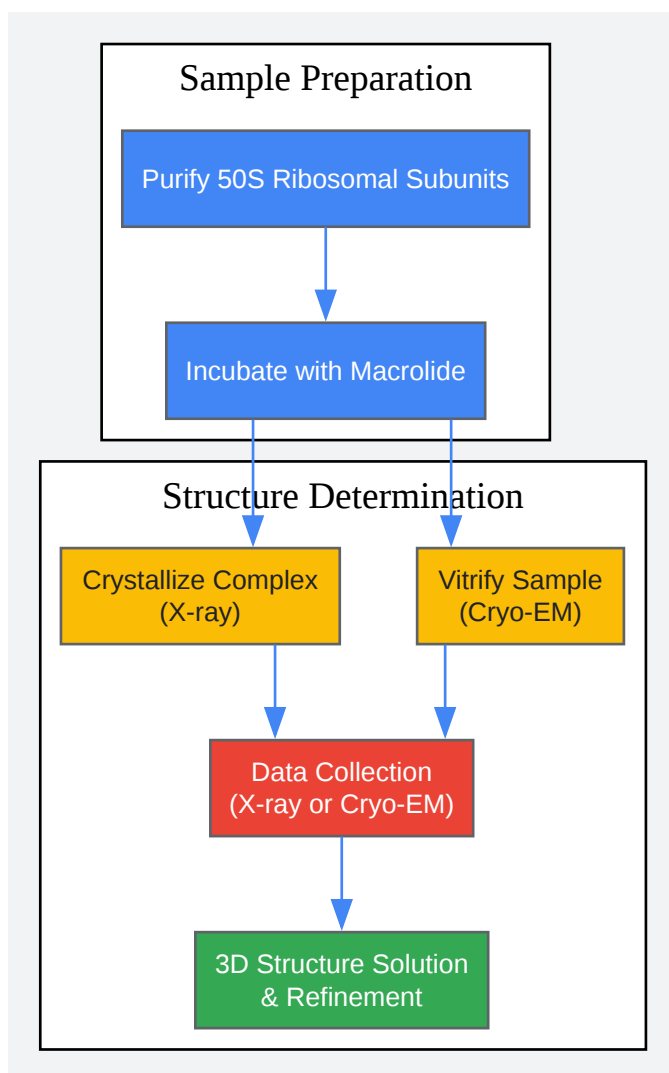 Sample Preparation
Purify 50S Ribosomal Subunits
Incubate with Macrolide
Structure Determination
Crystallize Complex
(X-ray)
Vitrify Sample
(Cryo-EM)
Data Collection
(X-ray or Cryo-EM)
3D Structure Solution
& Refinement